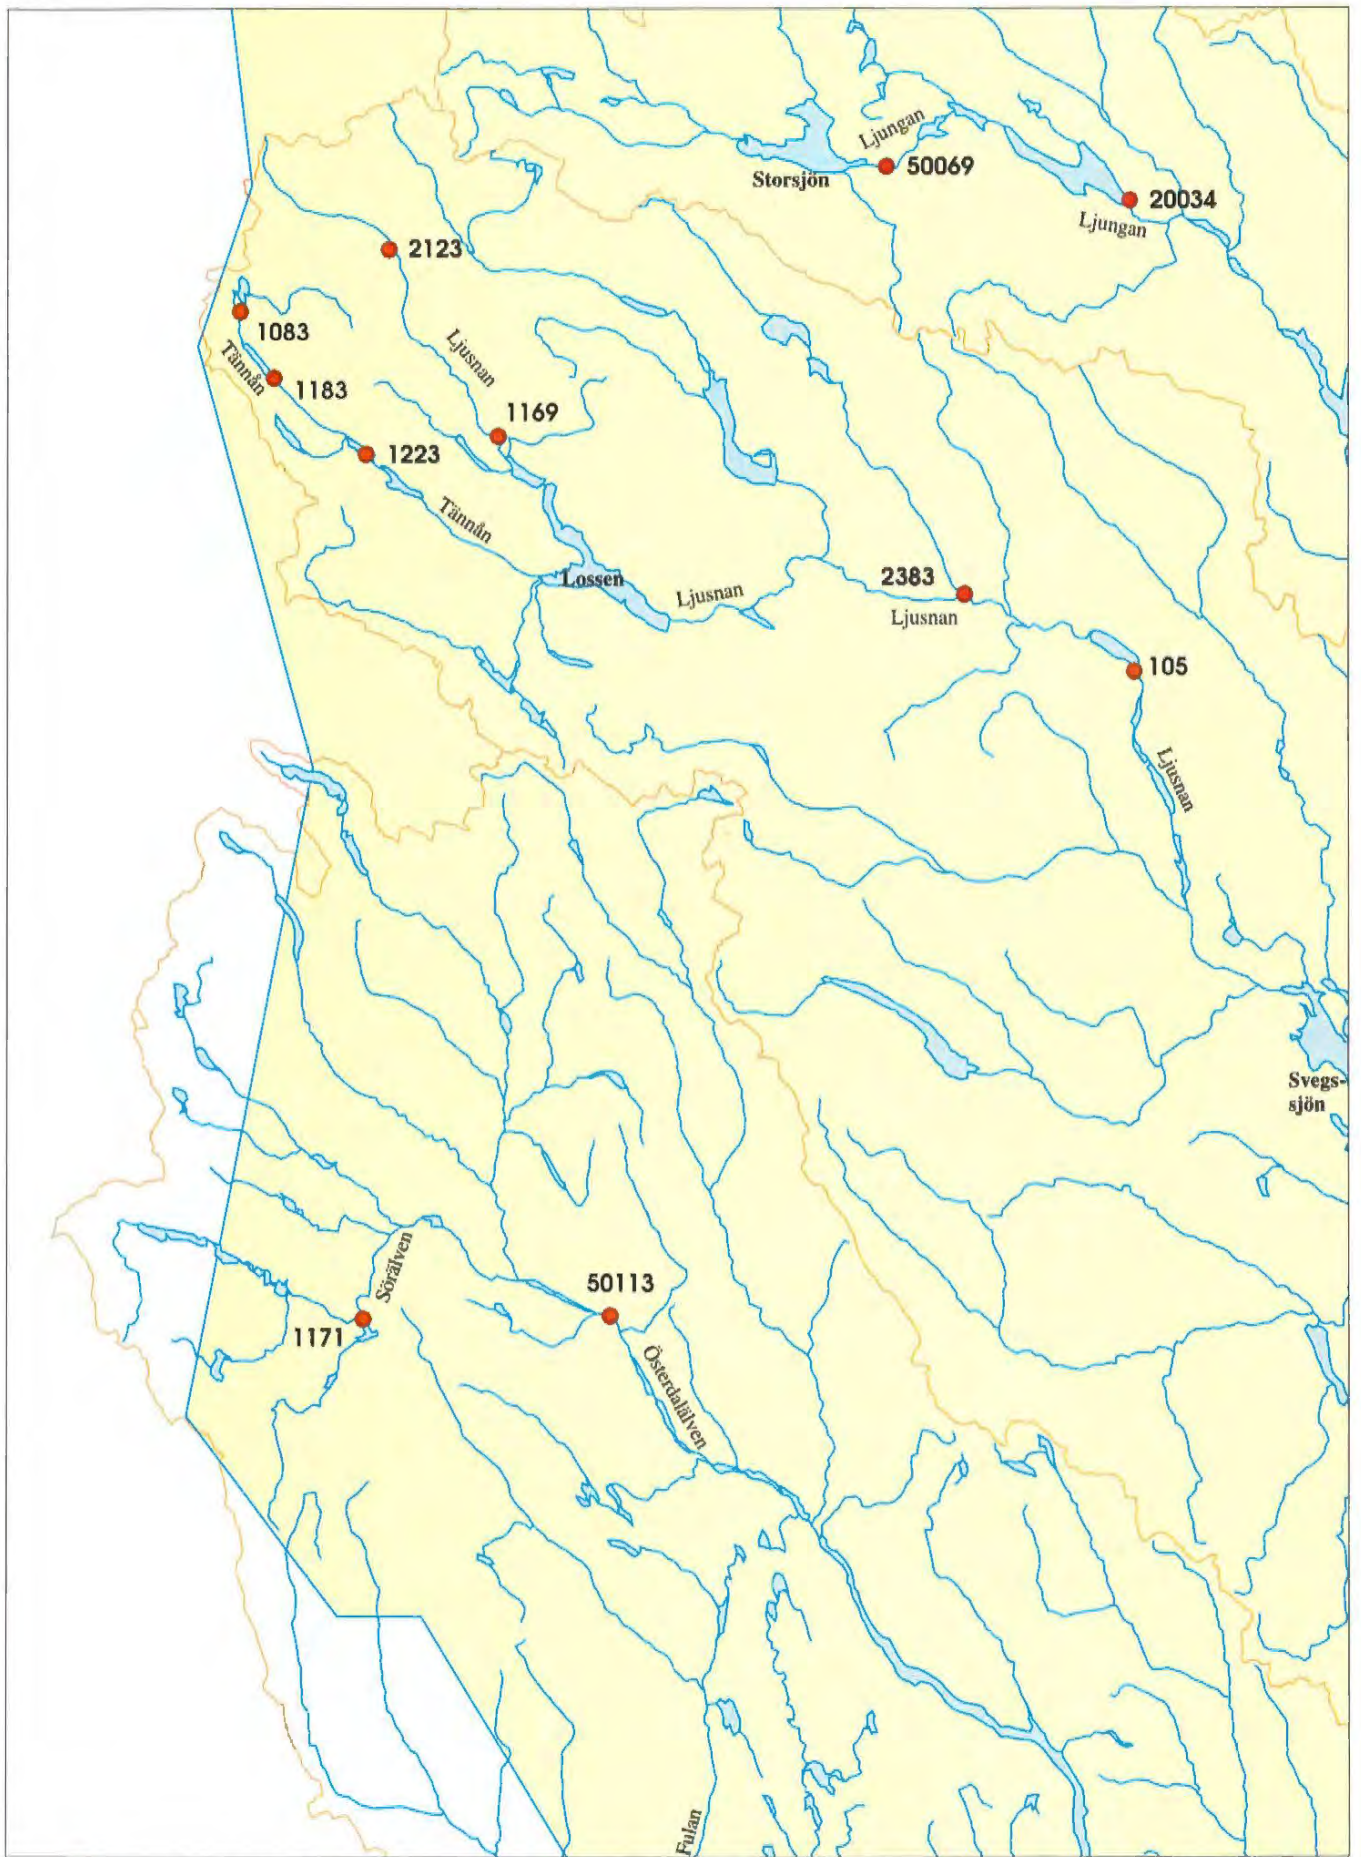 Ljungan
50069
Storsjön
20034
Ljungan
2123
1083
Tännån
Ljusnan
1183
1169
1223
Tännån
Lossen
Ljusnan
2383
Ljusnan
105
Ljusnan
Svegs-
sjön
Sörälven
50113
1171
Österdalälven
Fulan